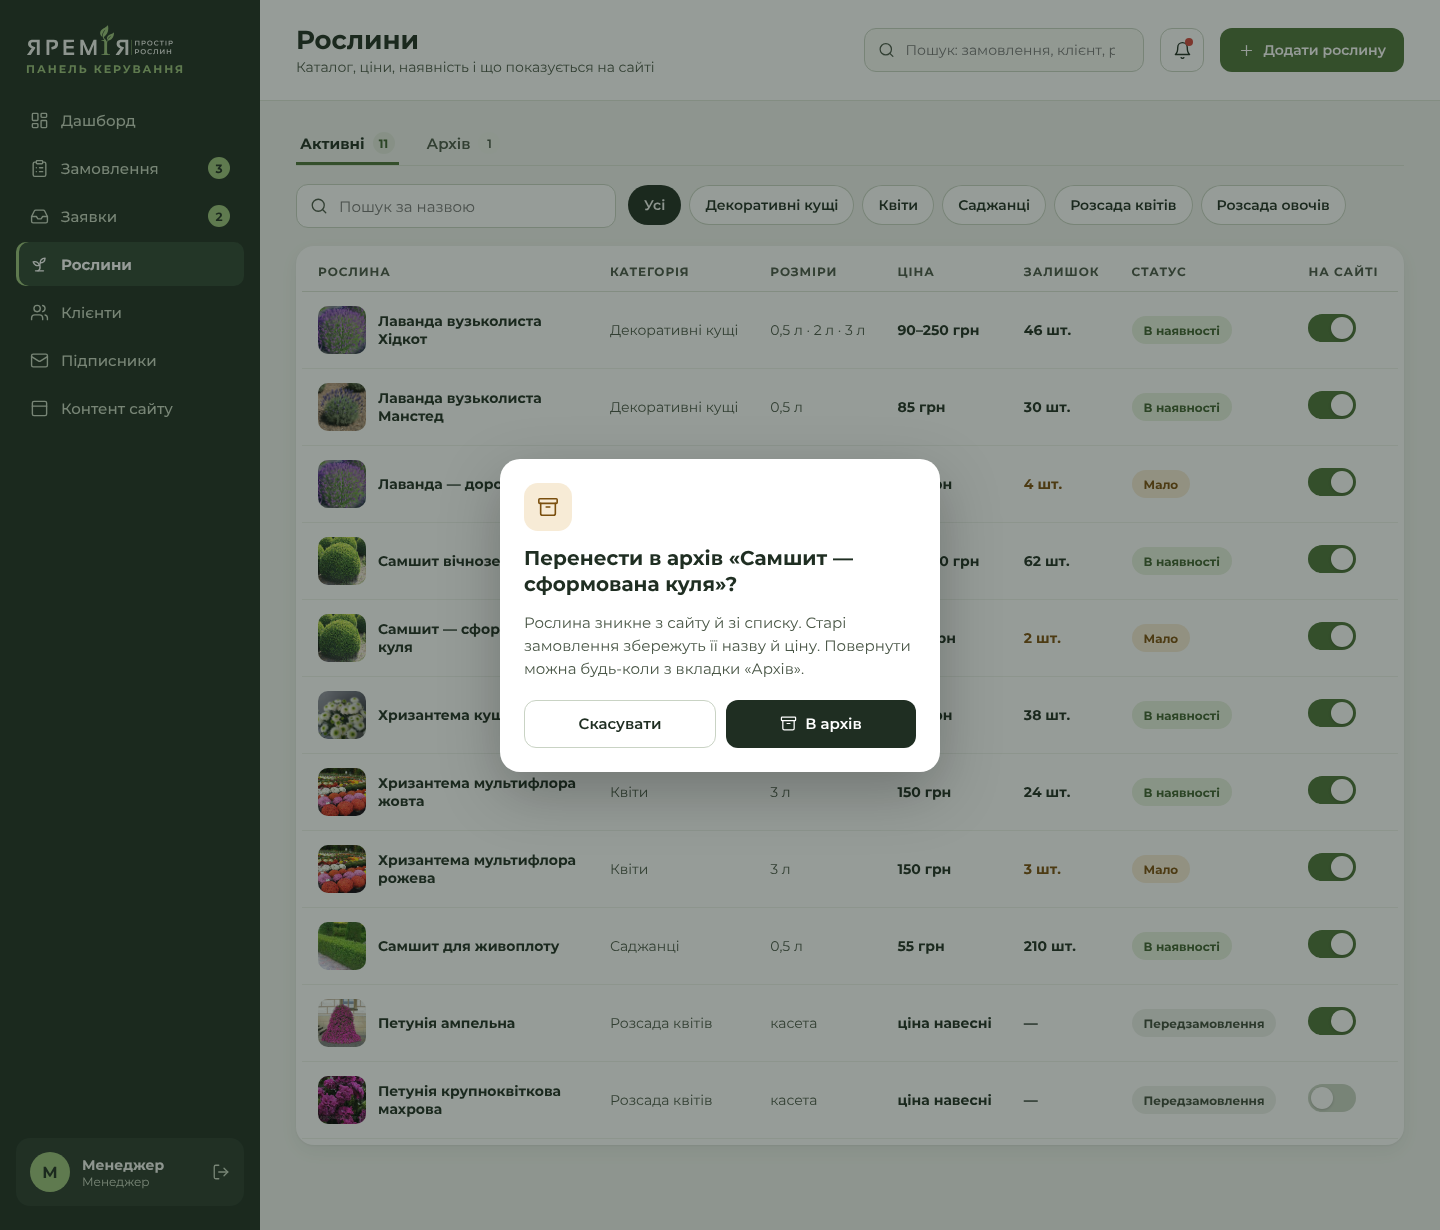 ЯРЕМІЯ ПРОСТІР РОСЛИН
ПАНЕЛЬ КЕРУВАННЯ
Дашборд
Замовлення 3
Заявки 2
Рослини
Клієнти
Підписники
Контент сайту
М
Менеджер
Менеджер
Рослини
Каталог, ціни, наявність і що показується на сайті
Пошук: замовлення, клієнт, р
Додати рослину
Активні 11 Архів 1
Пошук за назвою
Усі Декоративні кущі Квіти Саджанці Розсада квітів Розсада овочів
РОСЛИНА КАТЕГОРІЯ РОЗМІРИ ЦІНА ЗАЛИШОК СТАТУС НА САЙТІ
Лаванда вузьколиста
Хідкот
Декоративні кущі 0,5 л · 2 л · 3 л 90–250 грн 46 шт. В наявності
Лаванда вузьколиста
Манстед
Декоративні кущі 0,5 л 85 грн 30 шт. В наявності
Лаванда — 4 шт. Мало
Самшит 62 шт. В наявності
Самшит —
куля
2 шт. Мало
Хризантема 38 шт. В наявності
Перенести в архів «Самшит —
сформована куля»?
Рослина зникне з сайту й зі списку. Старі
замовлення збережуть її назву й ціну. Повернути
можна будь-коли з вкладки «Архів».
Скасувати В архів
Хризантема мультифлора
жовта
Квіти 3 л 150 грн 24 шт. В наявності
Хризантема мультифлора
рожева
Квіти 3 л 150 грн 3 шт. Мало
Самшит для живоплоту Саджанці 0,5 л 55 грн 210 шт. В наявності
Петунія ампельна Розсада квітів касета ціна навесні — Передзамовлення
Петунія крупноквіткова
махрова
Розсада квітів касета ціна навесні — Передзамовлення